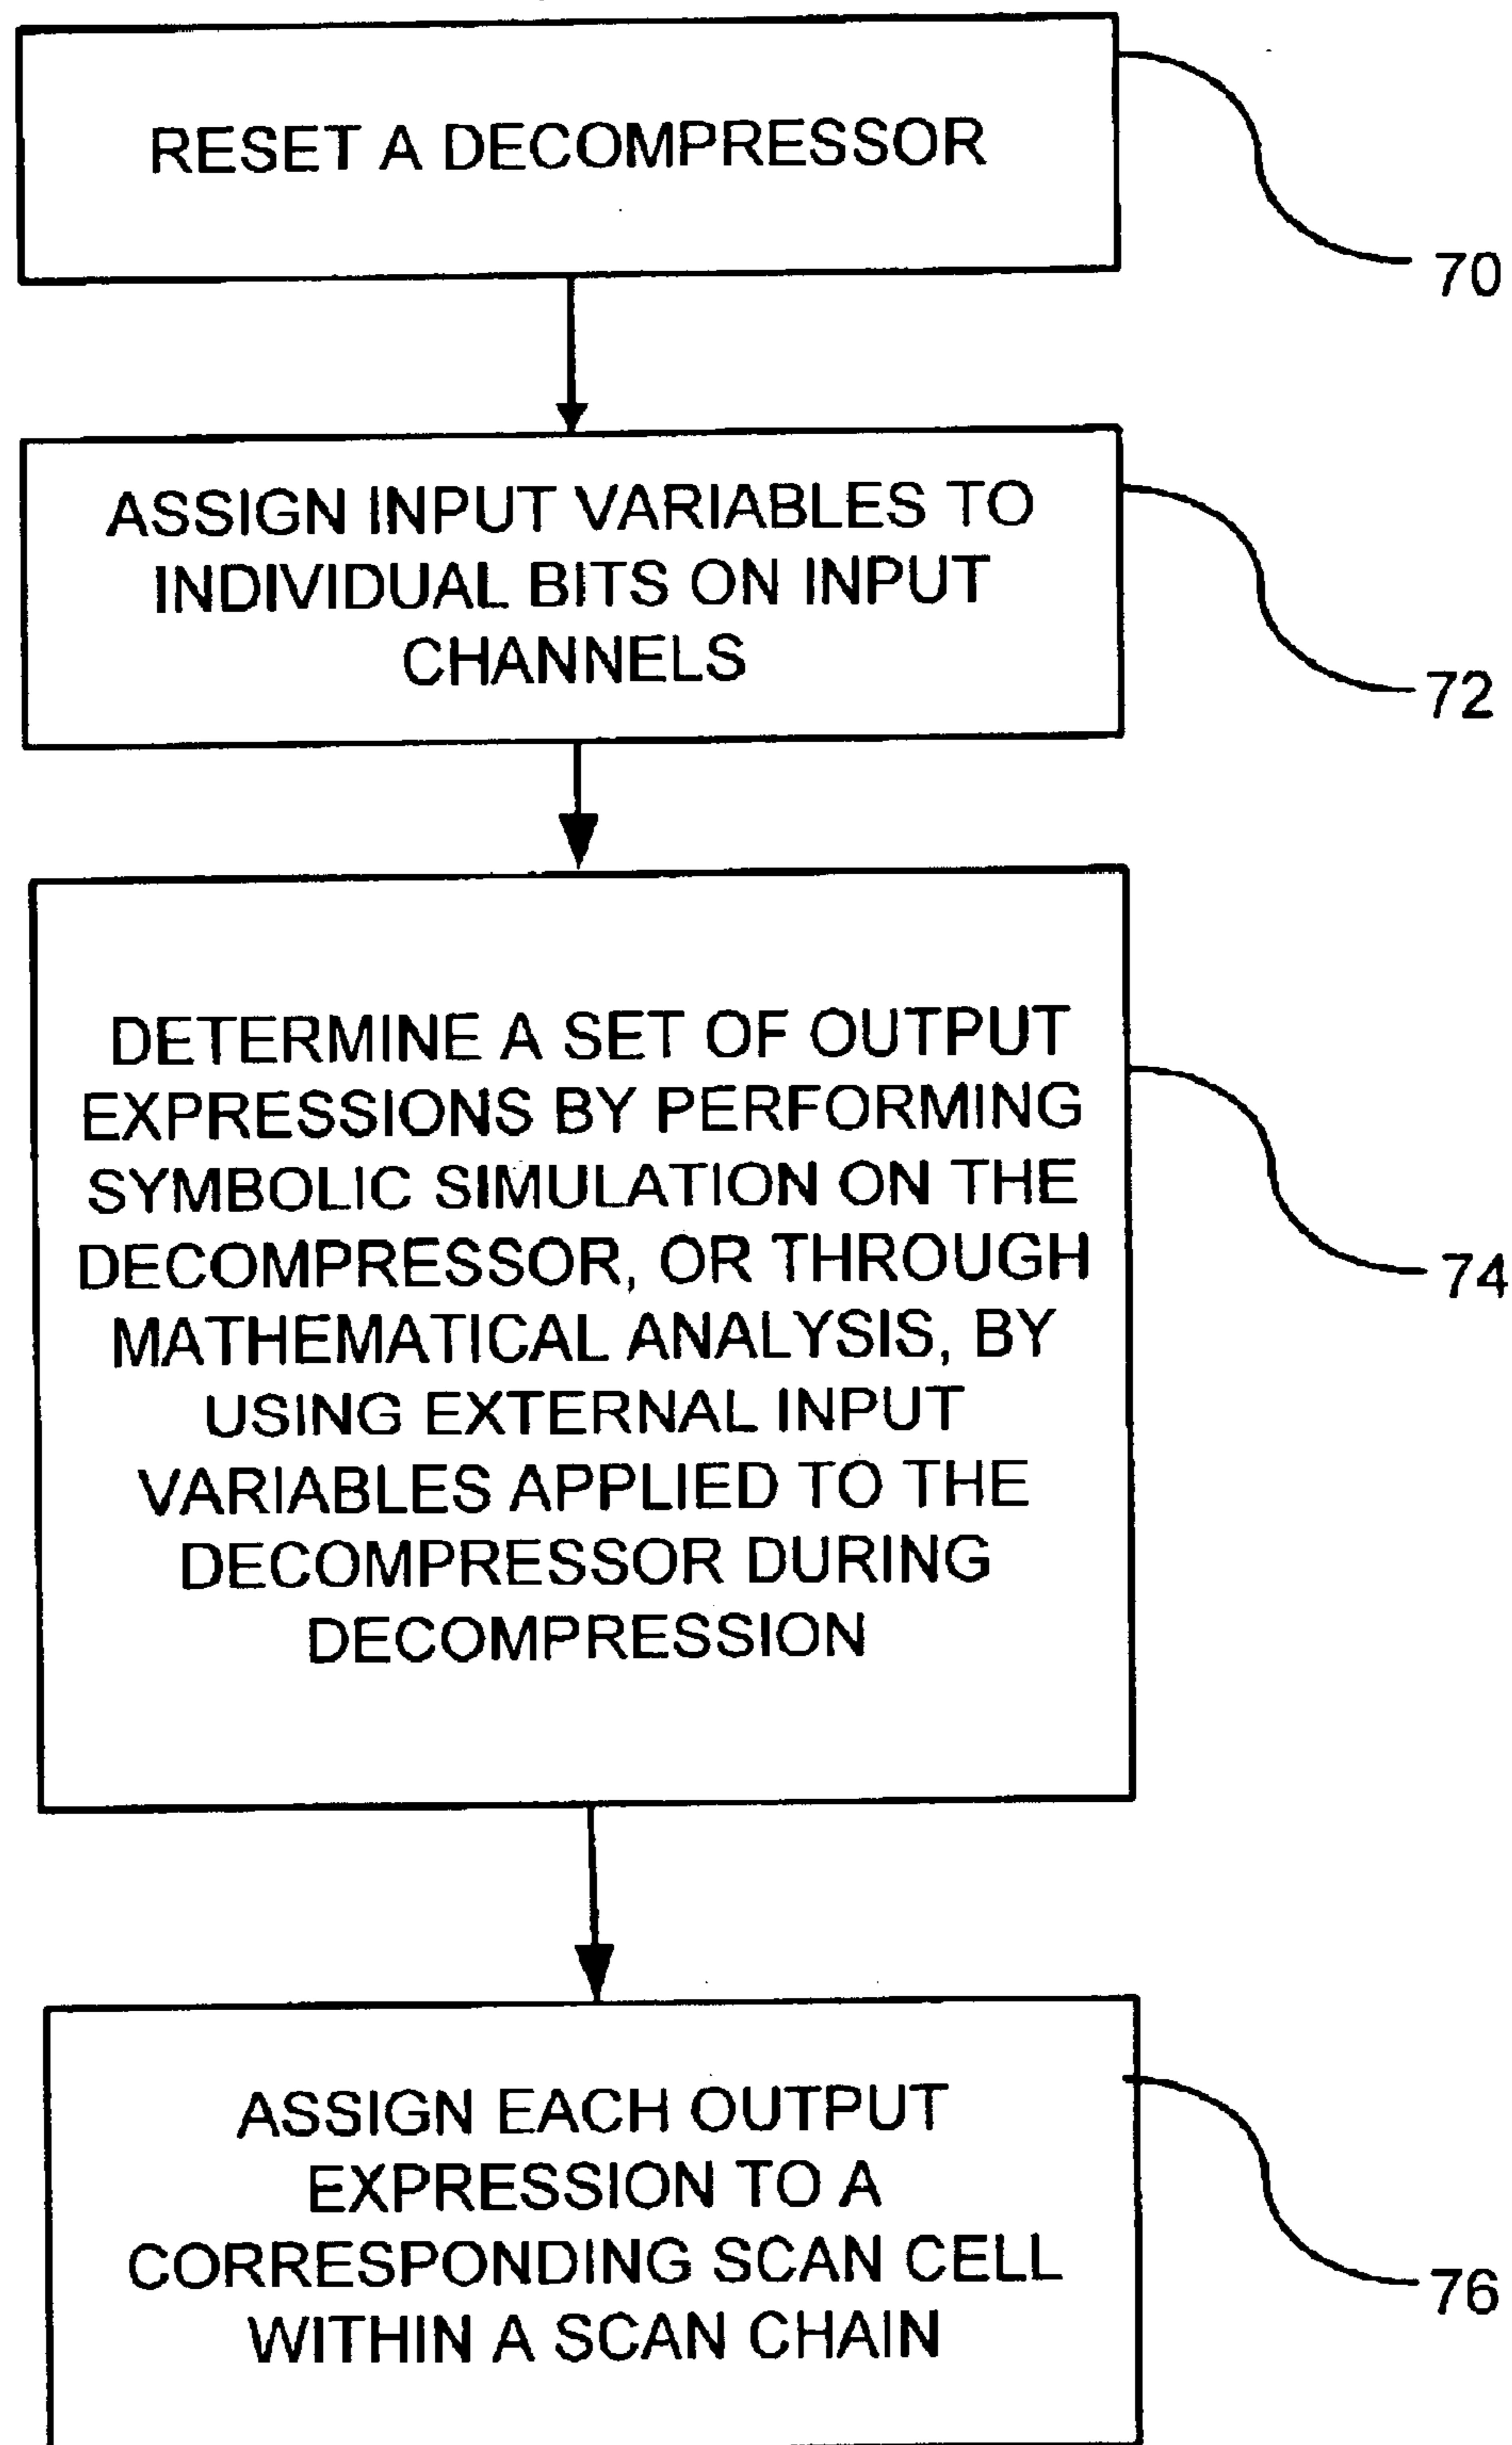 RESET A DECOMPRESSOR
70
ASSIGN INPUT VARIABLES TO
INDIVIDUAL BITS ON INPUT
CHANNELS
72
DETERMINE A SET OF OUTPUT
EXPRESSIONS BY PERFORMING
SYMBOLIC SIMULATION ON THE
DECOMPRESSOR, OR THROUGH
MATHEMATICAL ANALYSIS, BY
USING EXTERNAL INPUT
VARIABLES APPLIED TO THE
DECOMPRESSOR DURING
DECOMPRESSION
74
ASSIGN EACH OUTPUT
EXPRESSION TO A
CORRESPONDING SCAN CELL
WITHIN A SCAN CHAIN
76